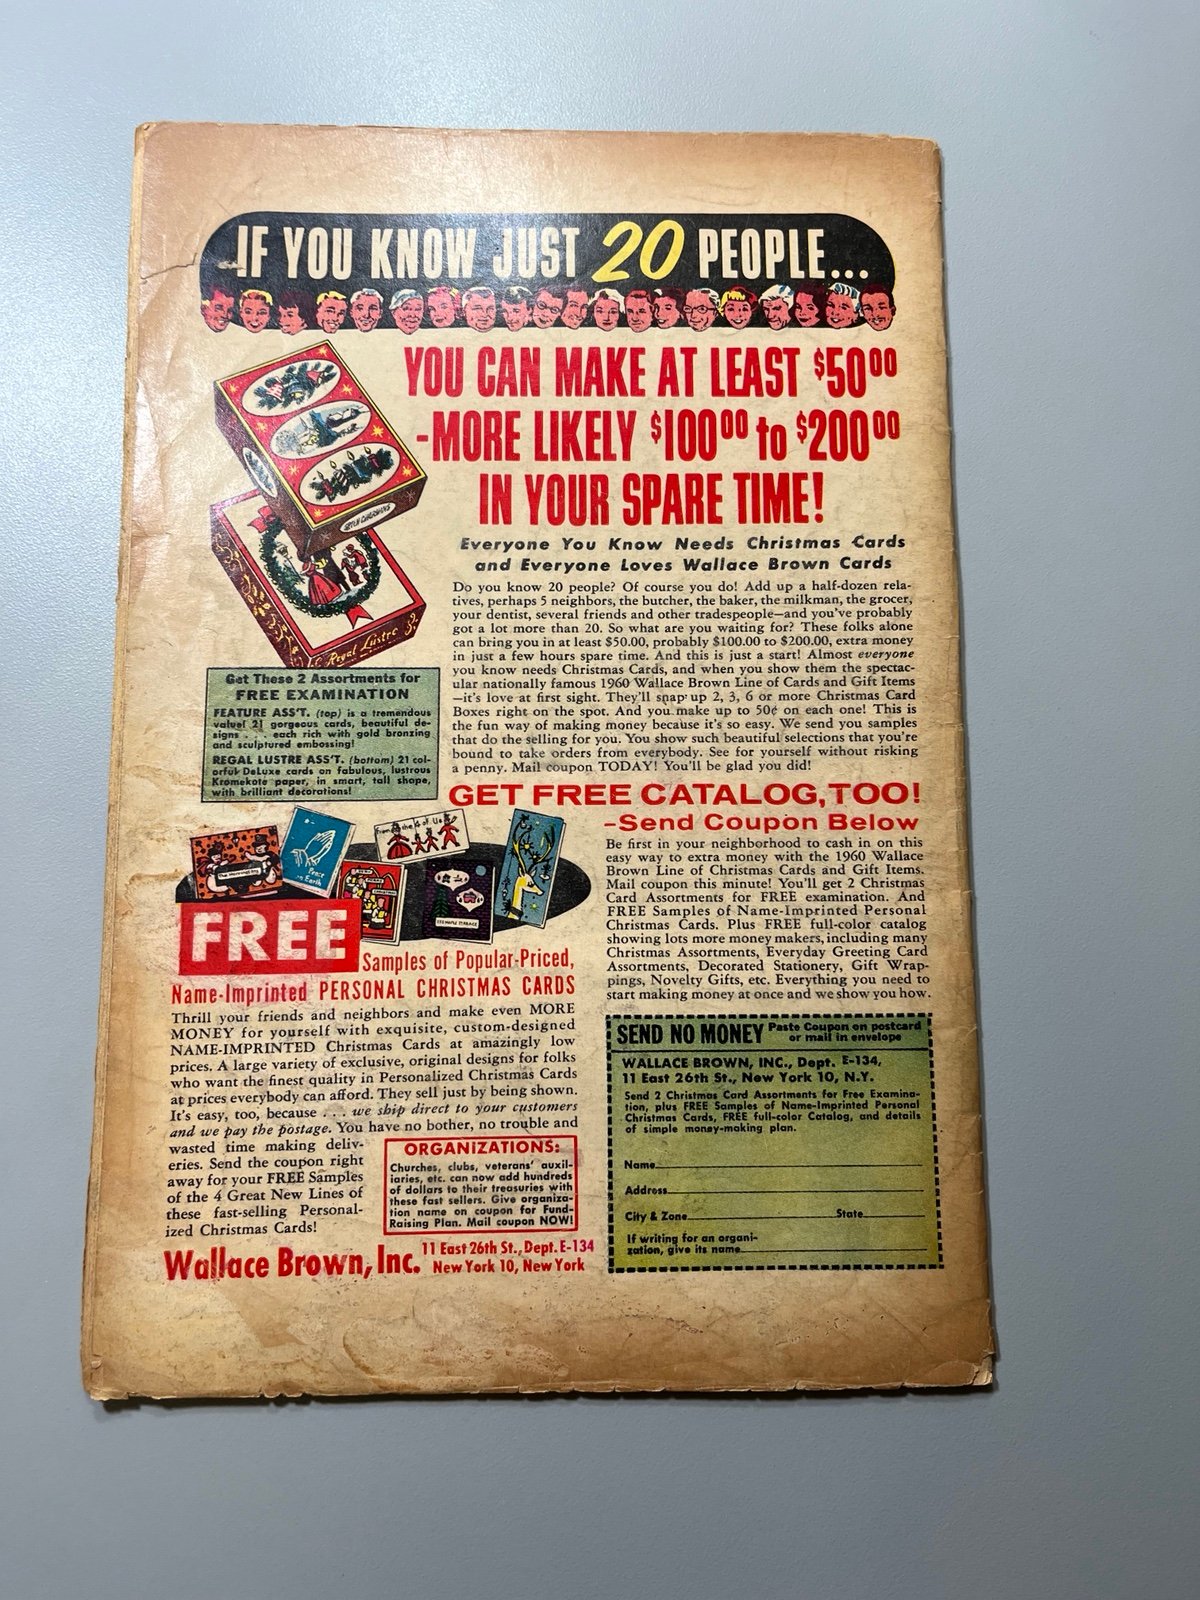 IF YOU KNOW JUST 20 PEOPLE...
YOU CAN MAKE AT LEAST $50.00
-MORE LIKELY $100.00 to $200.00
IN YOUR SPARE TIME!
Everyone You Know Needs Christmas Cards
and Everyone Loves Wallace Brown Cards
Do you know 20 people? Of course you do! Add up a half-dozen rela-
tives, perhaps 5 neighbors, the butcher, the baker, the milkman, the grocer,
your dentist, several friends and other tradespeople—and you've probably
got a lot more than 20. So what are you waiting for? These folks alone
can bring you in at least $50.00, probably $100.00 to $200.00, extra money
in just a few hours spare time. And this is just a start! Almost everyone
you know needs Christmas Cards, and when you show them the spectac-
ular nationally famous 1960 Wallace Brown Line of Cards and Gift Items
—it's love at first sight. They'll snap up 2, 3, 6 or more Christmas Card
Boxes right on the spot. And you make up to 50¢ on each one! This is
the fun way of making money because it's so easy. We send you samples
that do the selling for you. You show such beautiful selections that you're
bound to take orders from everybody. See for yourself without risking
a penny. Mail coupon TODAY! You'll be glad you did!
Regal Lustre
Get These 2 Assortments for
FREE EXAMINATION
FEATURE ASS'T. (top) is a tremendous
value! 21 gorgeous cards, beautiful de-
signs . . . each rich with gold bronzing
and sculptured embossing!
REGAL LUSTRE ASS'T. (bottom) 21 col-
orful DeLuxe cards on fabulous, lustrous
Kromekote paper, in smart, tall shape,
with brilliant decorations!
GET FREE CATALOG, TOO!
-Send Coupon Below
Be first in your neighborhood to cash in on this
easy way to extra money with the 1960 Wallace
Brown Line of Christmas Cards and Gift Items.
Mail coupon this minute! You'll get 2 Christmas
Card Assortments for FREE examination. And
FREE Samples of Name-Imprinted Personal
Christmas Cards. Plus FREE full-color catalog
showing lots more money makers, including many
Christmas Assortments, Everyday Greeting Card
Assortments, Decorated Stationery, Gift Wrap-
pings, Novelty Gifts, etc. Everything you need to
start making money at once and we show you how.
Peace
on Earth
From the 4 of Us
FREE
Samples of Popular-Priced,
Name-Imprinted PERSONAL CHRISTMAS CARDS
Thrill your friends and neighbors and make even MORE
MONEY for yourself with exquisite, custom-designed
NAME-IMPRINTED Christmas Cards at amazingly low
prices. A large variety of exclusive, original designs for folks
who want the finest quality in Personalized Christmas Cards
at prices everybody can afford. They sell just by being shown.
It's easy, too, because . . . we ship direct to your customers
and we pay the postage. You have no bother, no trouble and
wasted time making deliv-
eries. Send the coupon right
away for your FREE Samples
of the 4 Great New Lines of
these fast-selling Personal-
ized Christmas Cards!
ORGANIZATIONS:
Churches, clubs, veterans' auxil-
iaries, etc. can now add hundreds
of dollars to their treasuries with
these fast sellers. Give organiza-
tion name on coupon for Fund-
Raising Plan. Mail coupon NOW!
Wallace Brown, Inc.
11 East 26th St., Dept. E-134
New York 10, New York
SEND NO MONEY
Paste Coupon on postcard
or mail in envelope
WALLACE BROWN, INC., Dept. E-134,
11 East 26th St., New York 10, N.Y.
Send 2 Christmas Card Assortments for Free Examina-
tion, plus FREE Samples of Name-Imprinted Personal
Christmas Cards, FREE full-color Catalog, and details
of simple money-making plan.
Name
Address
City & Zone State
If writing for an organi-
zation, give its name